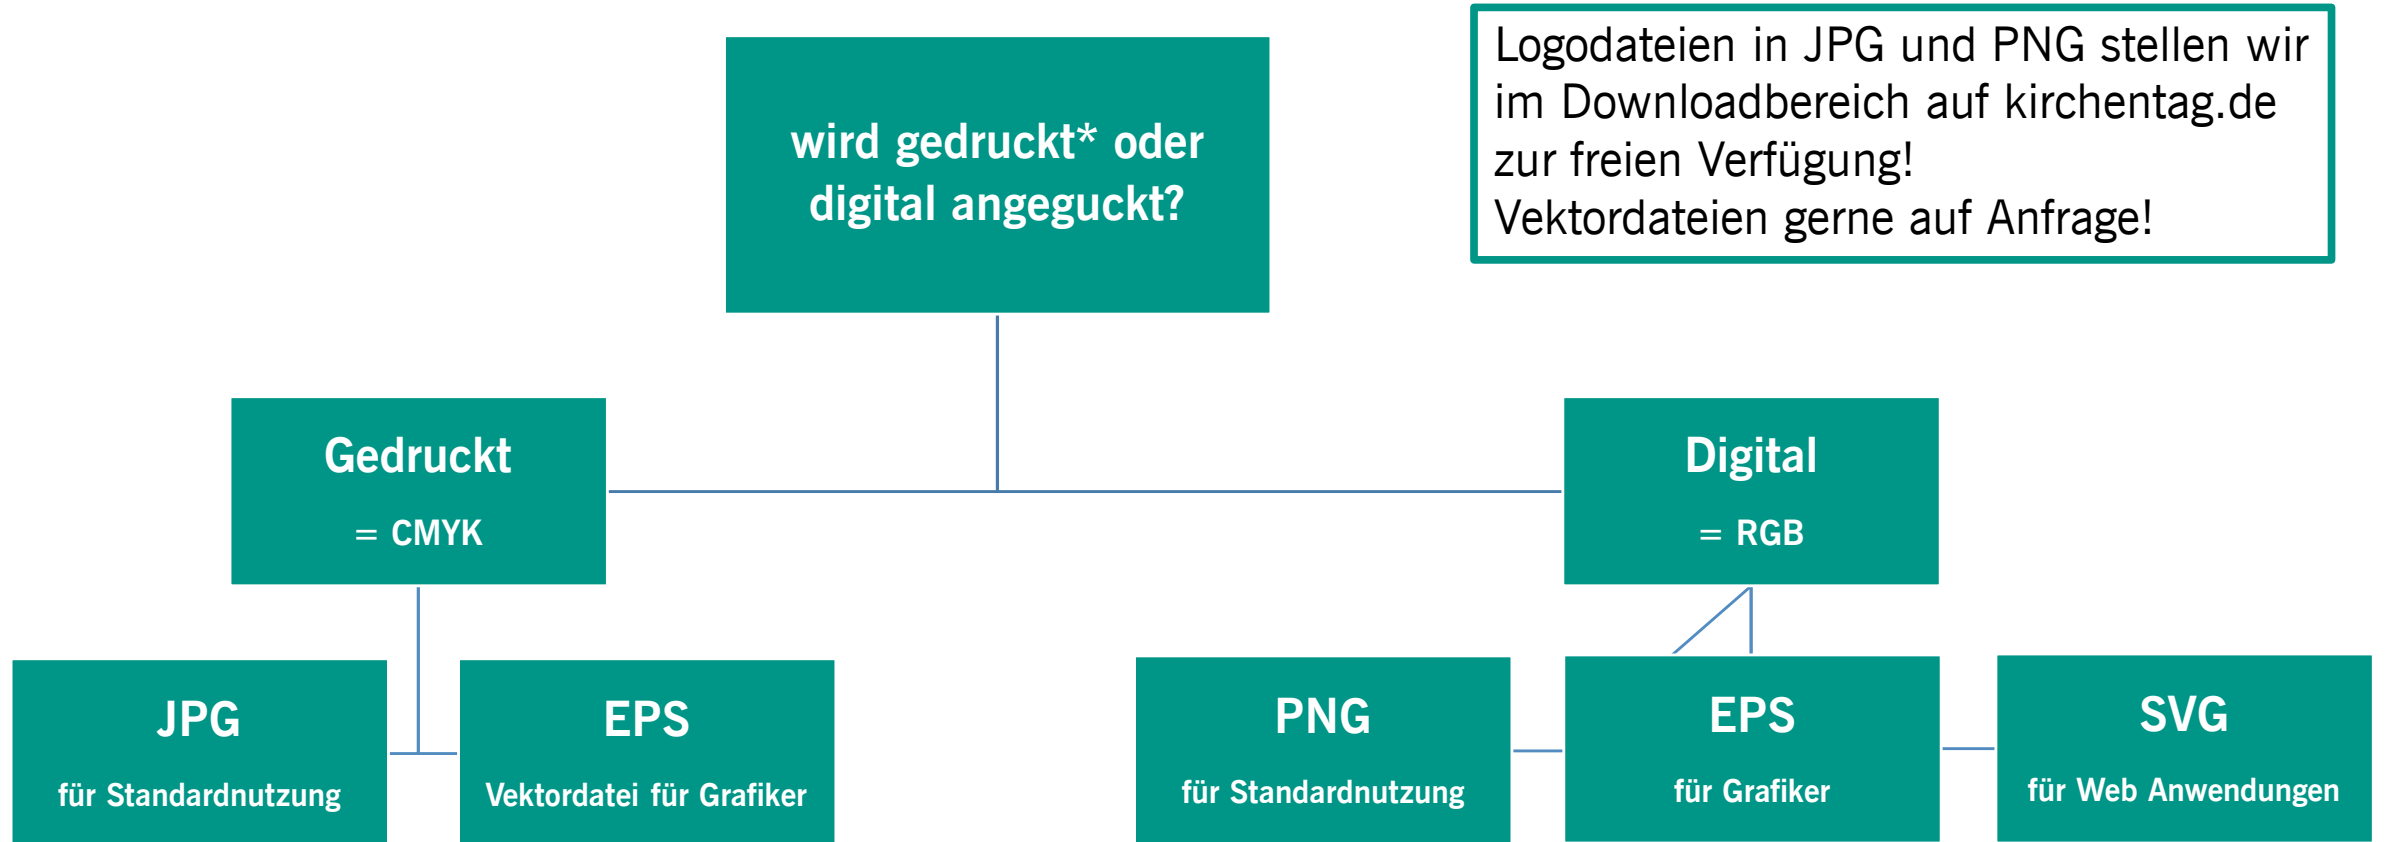 wird gedruckt* oder
digital angeguckt?
Logodateien in JPG und PNG stellen wir
im Downloadbereich auf kirchentag.de
zur freien Verfügung!
Vektordateien gerne auf Anfrage!
Gedruckt
= CMYK
Digital
= RGB
JPG
für Standardnutzung
EPS
Vektordatei für Grafiker
PNG
für Standardnutzung
EPS
für Grafiker
SVG
für Web Anwendungen